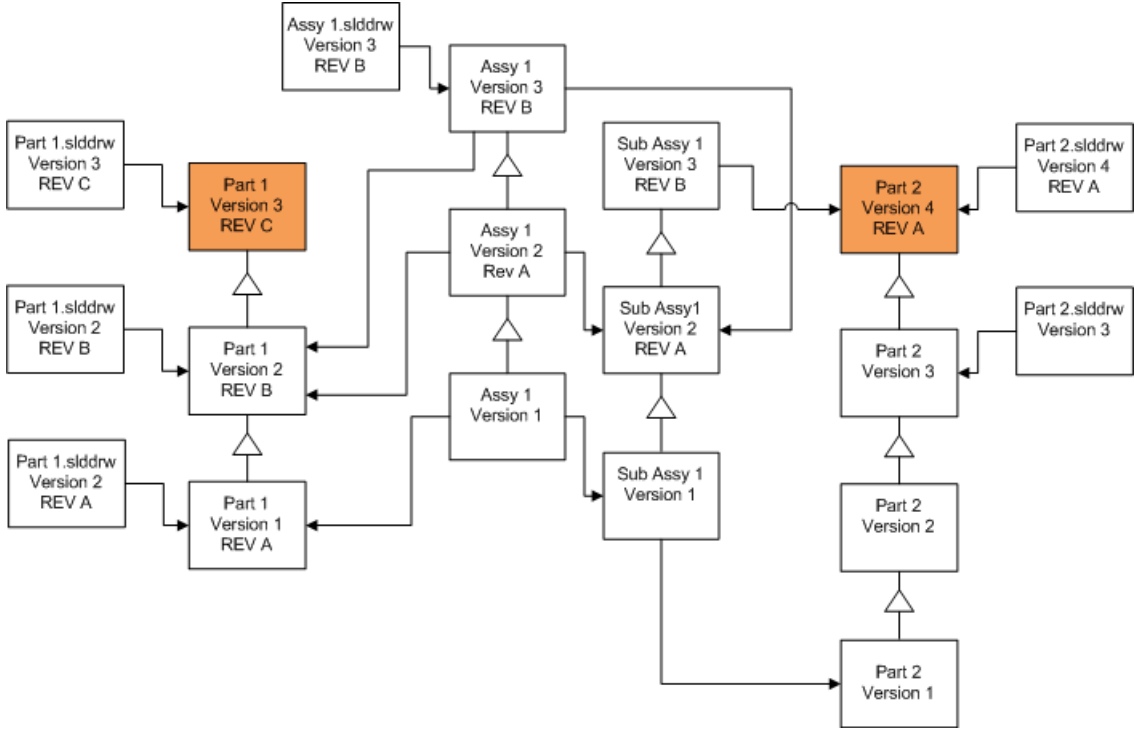 Assy 1.slddrw
Version 3
REV B
Assy 1
Version 3
REV B
Part 1.slddrw
Version 3
REV C
Part 1
Version 3
REV C
Sub Assy 1
Version 3
REV B
Part 2
Version 4
REV A
Part 2.slddrw
Version 4
REV A
Assy 1
Version 2
Rev A
Part 1.slddrw
Version 2
REV B
Part 1
Version 2
REV B
Sub Assy1
Version 2
REV A
Part 2
Version 3
Part 2.slddrw
Version 3
Assy 1
Version 1
Part 1.slddrw
Version 2
REV A
Part 1
Version 1
REV A
Sub Assy 1
Version 1
Part 2
Version 2
Part 2
Version 1